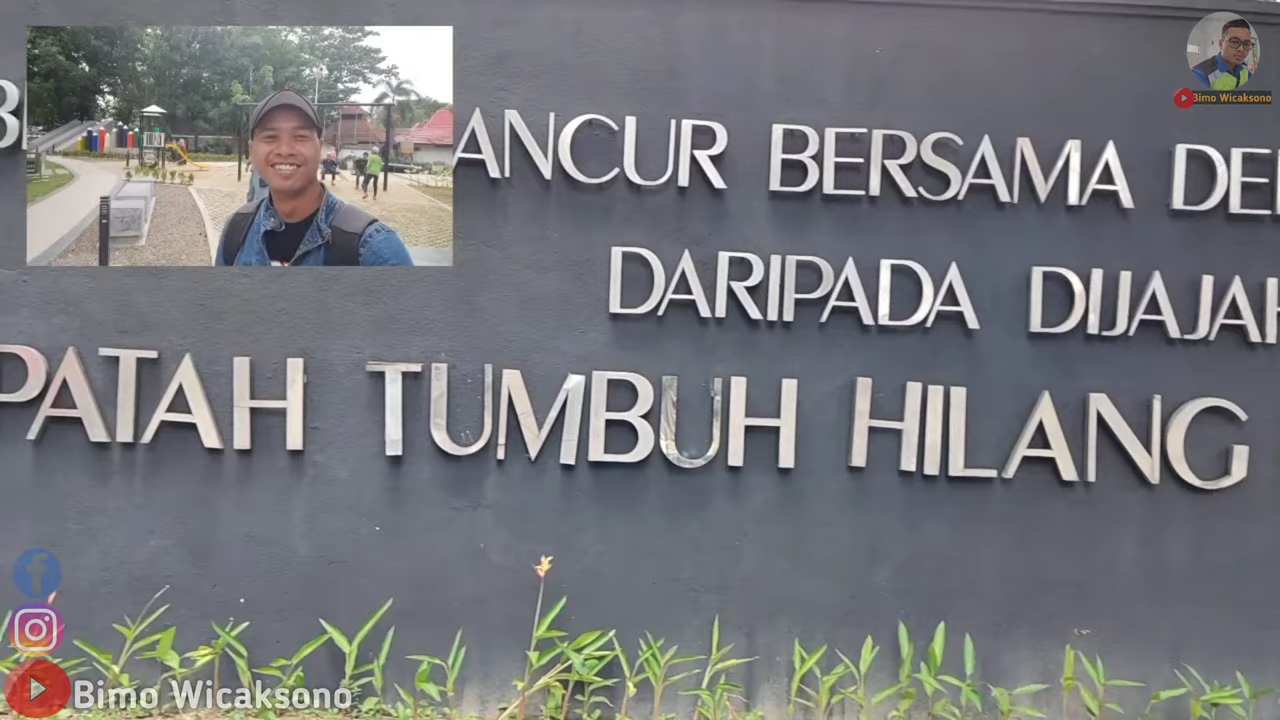 Bimo Wicaksono
ANCUR BERSAMA DE
DARIPADA DIJAJAH
PATAH TUMBUH HILANG
Bimo Wicaksono